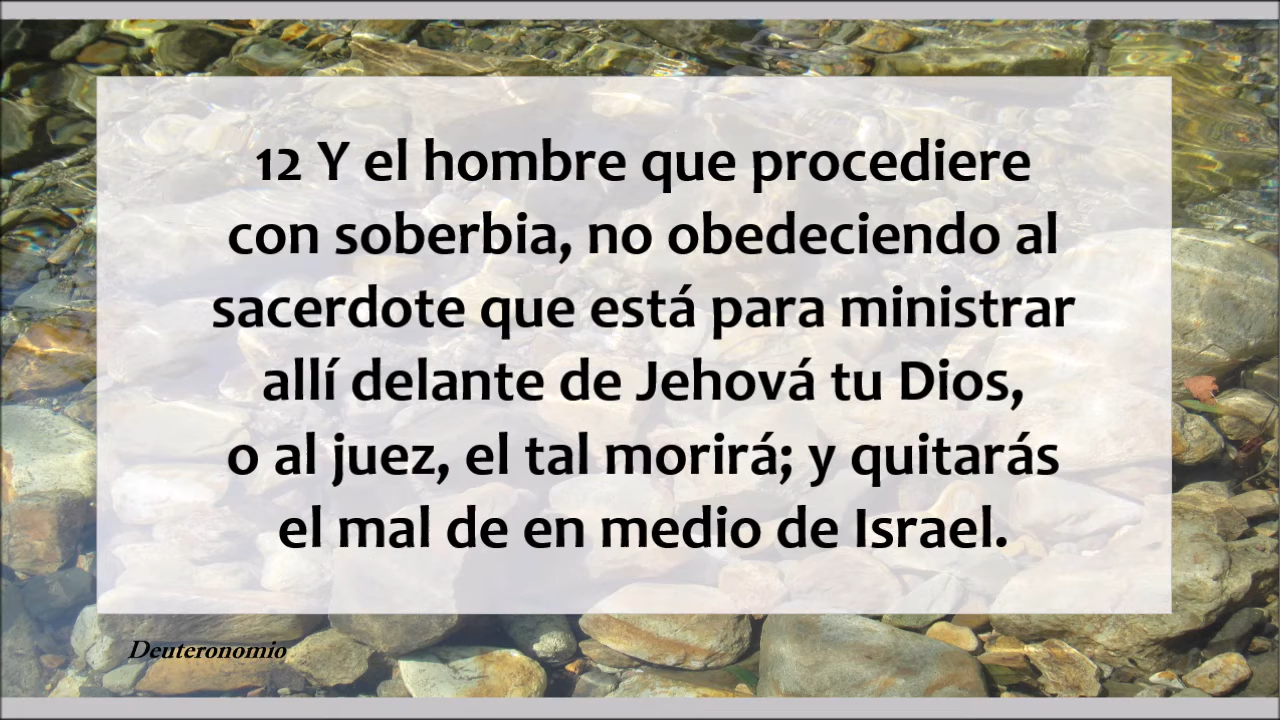 12 Y el hombre que procediere
con soberbia, no obedeciendo al
sacerdote que está para ministrar
allí delante de Jehová tu Dios,
o al juez, el tal morirá; y quitarás
el mal de en medio de Israel.
Deuteronomio